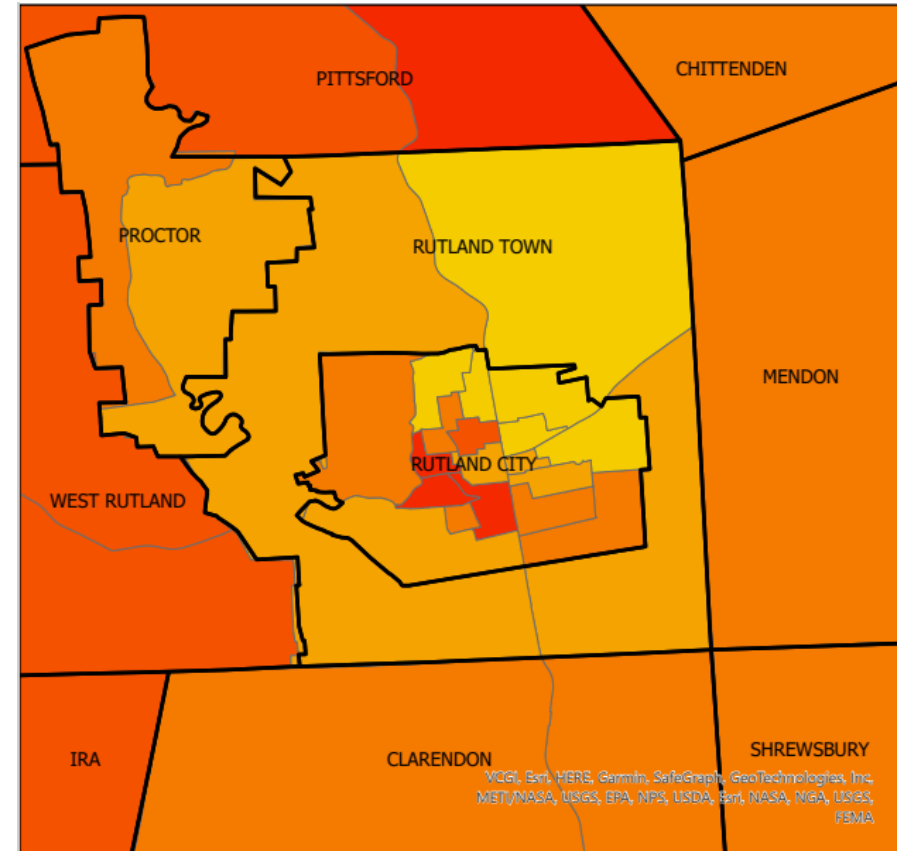 CHITTENDEN
PITTSFORD
PROCTOR
RUTLAND TOWN
MENDON
RUTLAND CITY
WEST RUTLAND
SHREWSBURY
IRA
CLARENDON
VCGI, Esri, HERE, Garmin, SafeGraph, GeoTechnologies, Inc,
METI/NASA, USGS, EPA, NPS, USDA, Esri, NASA, NGA, USGS,
FEMA